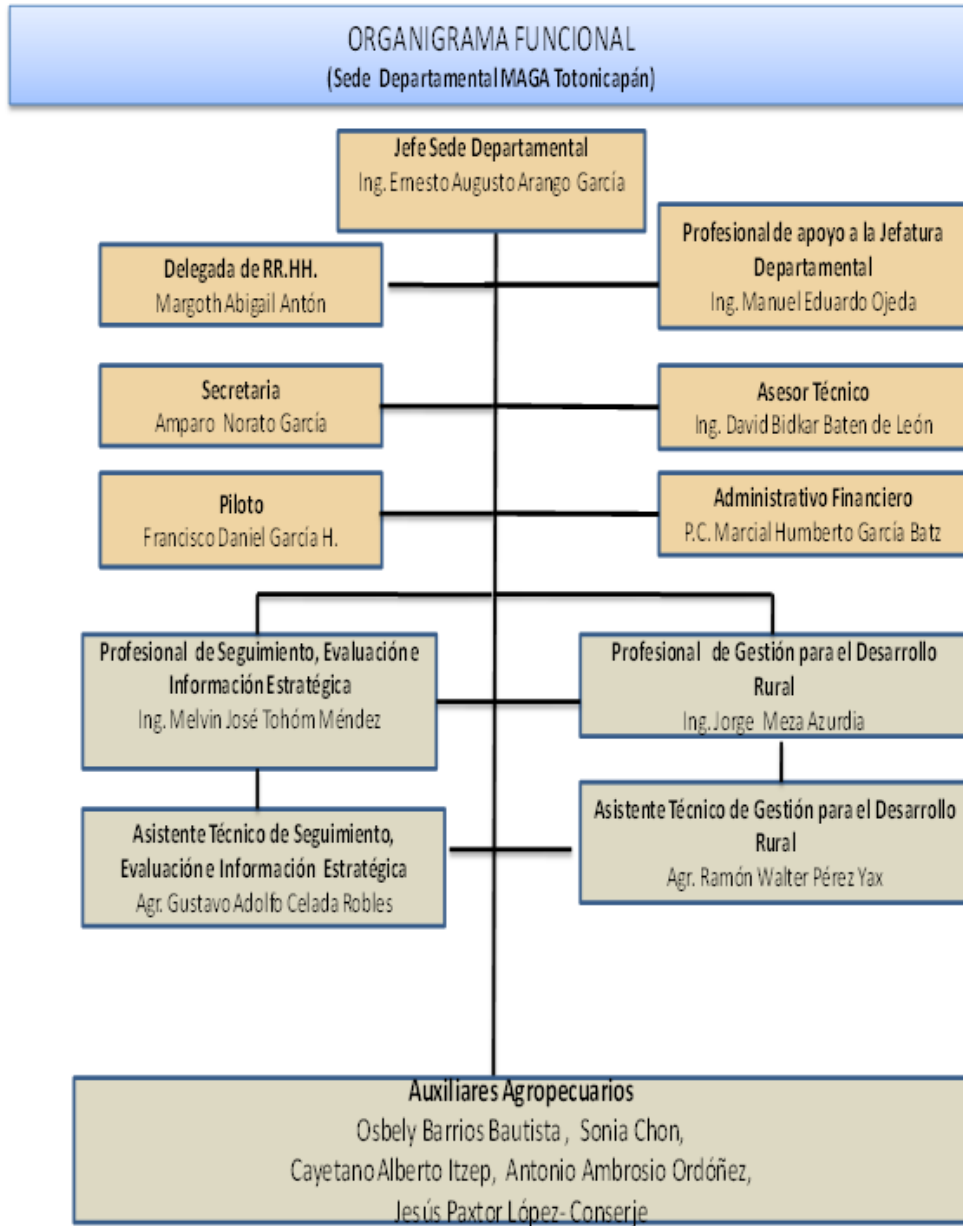 ORGANIGRAMA FUNCIONAL
(Sede Departamental MAGA Totonicapán)
Jefe Sede Departamental
Ing. Ernesto Augusto Arango García
Delegada de RR.HH.
Margoth Abigail Antón
Profesional de apoyo a la Jefatura
Departamental
Ing. Manuel Eduardo Ojeda
Secretaria
Amparo Norato García
Asesor Técnico
Ing. David Bidkar Baten de León
Piloto
Francisco Daniel García H.
Administrativo Financiero
P.C. Marcial Humberto García Batz
Profesional de Seguimiento, Evaluación e
Información Estratégica
Ing. Melvin José Tohóm Méndez
Profesional de Gestión para el Desarrollo
Rural
Ing. Jorge Meza Azurdia
Asistente Técnico de Seguimiento,
Evaluación e Información Estratégica
Agr. Gustavo Adolfo Celada Robles
Asistente Técnico de Gestión para el Desarrollo
Rural
Agr. Ramón Walter Pérez Yax
Auxiliares Agropecuarios
Osbely Barrios Bautista, Sonia Chon,
Cayetano Alberto Itzep, Antonio Ambrosio Ordóñez,
Jesús Paxtor López- Conserje